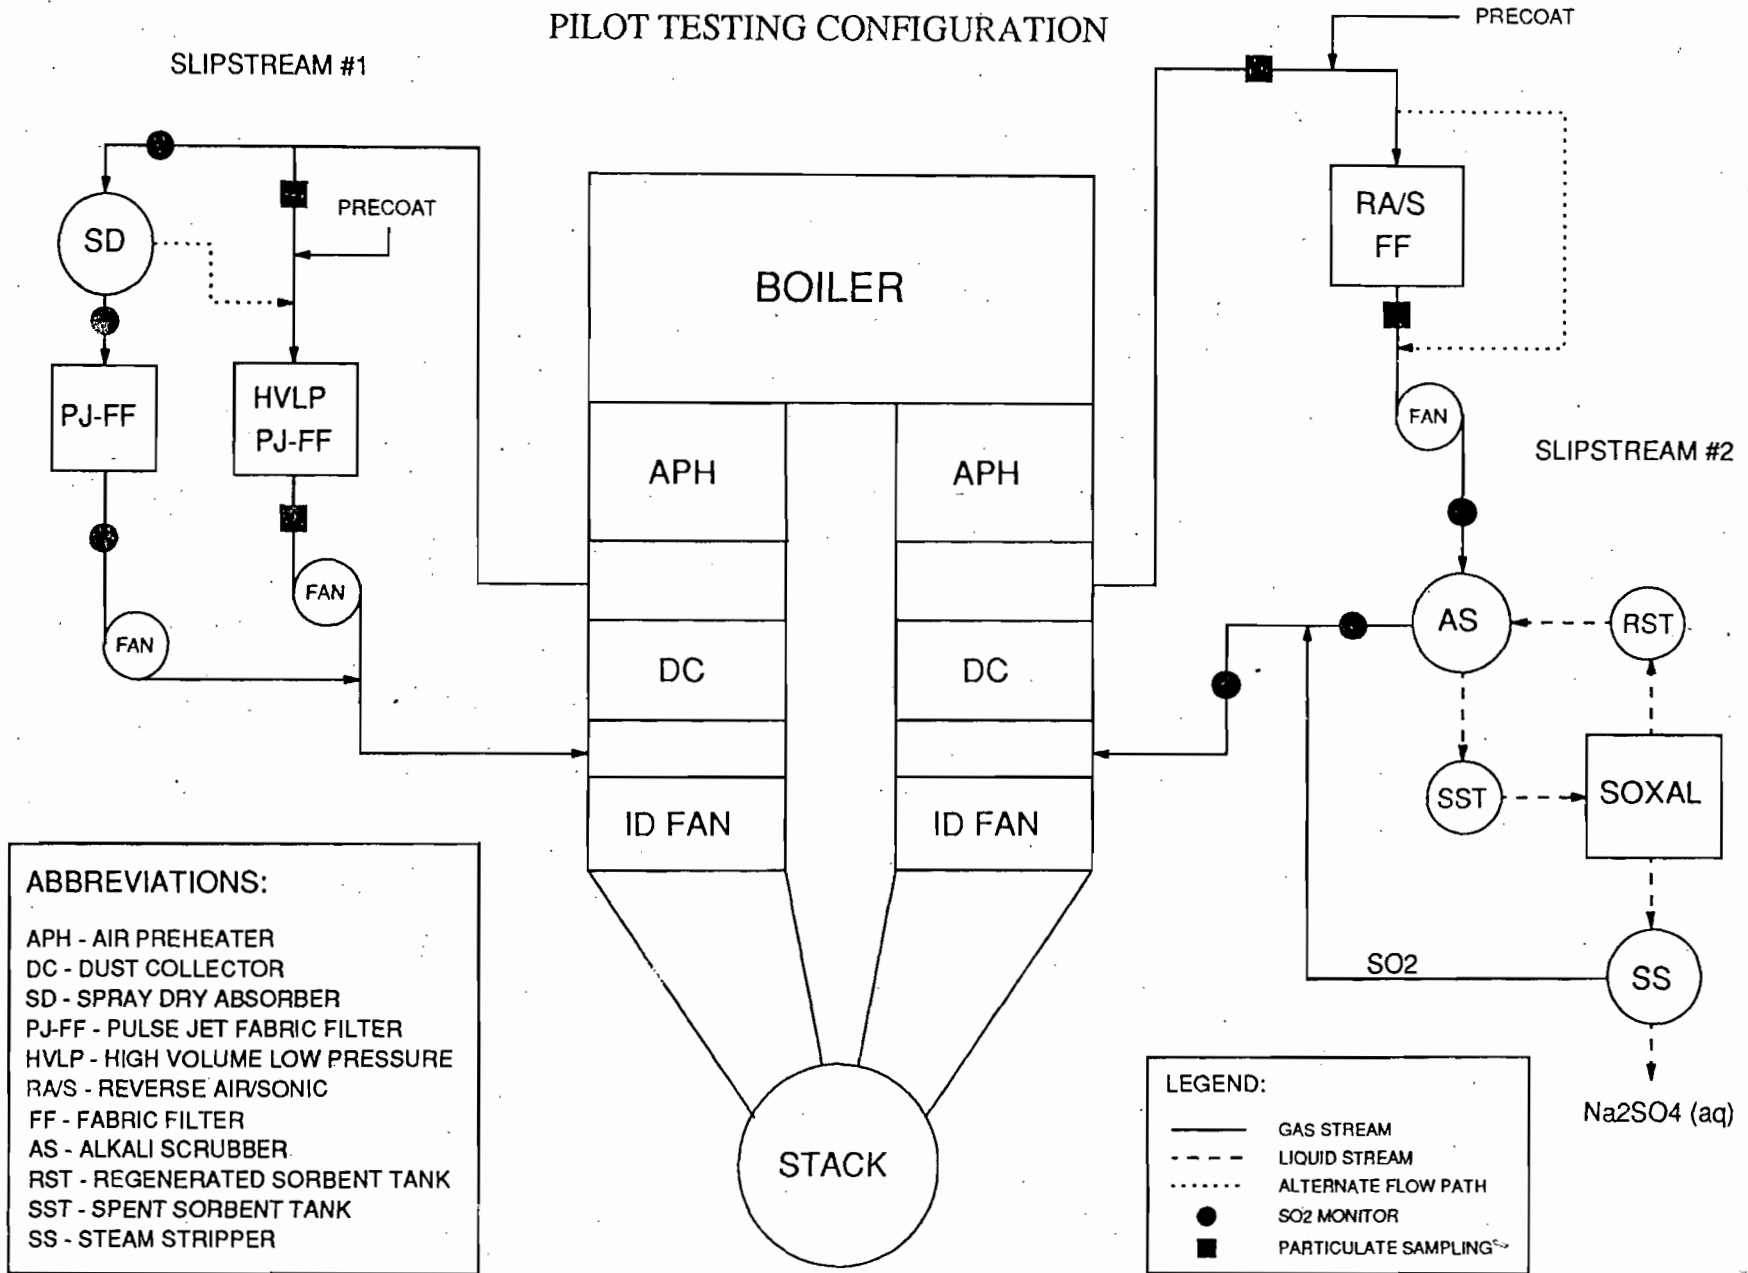 PILOT TESTING CONFIGURATION
PRECOAT
SLIPSTREAM #1
PRECOAT
SD
RA/S
FF
BOILER
PJ-FF
HVLP
PJ-FF
FAN
SLIPSTREAM #2
APH
APH
FAN
FAN
AS
RST
DC
DC
SST
SOXAL
ID FAN
ID FAN
SO2
SS
Na2SO4 (aq)
STACK
ABBREVIATIONS:
APH - AIR PREHEATER
DC - DUST COLLECTOR
SD - SPRAY DRY ABSORBER
PJ-FF - PULSE JET FABRIC FILTER
HVLP - HIGH VOLUME LOW PRESSURE
RA/S - REVERSE AIR/SONIC
FF - FABRIC FILTER
AS - ALKALI SCRUBBER
RST - REGENERATED SORBENT TANK
SST - SPENT SORBENT TANK
SS - STEAM STRIPPER
LEGEND:
GAS STREAM
LIQUID STREAM
ALTERNATE FLOW PATH
SO2 MONITOR
PARTICULATE SAMPLING